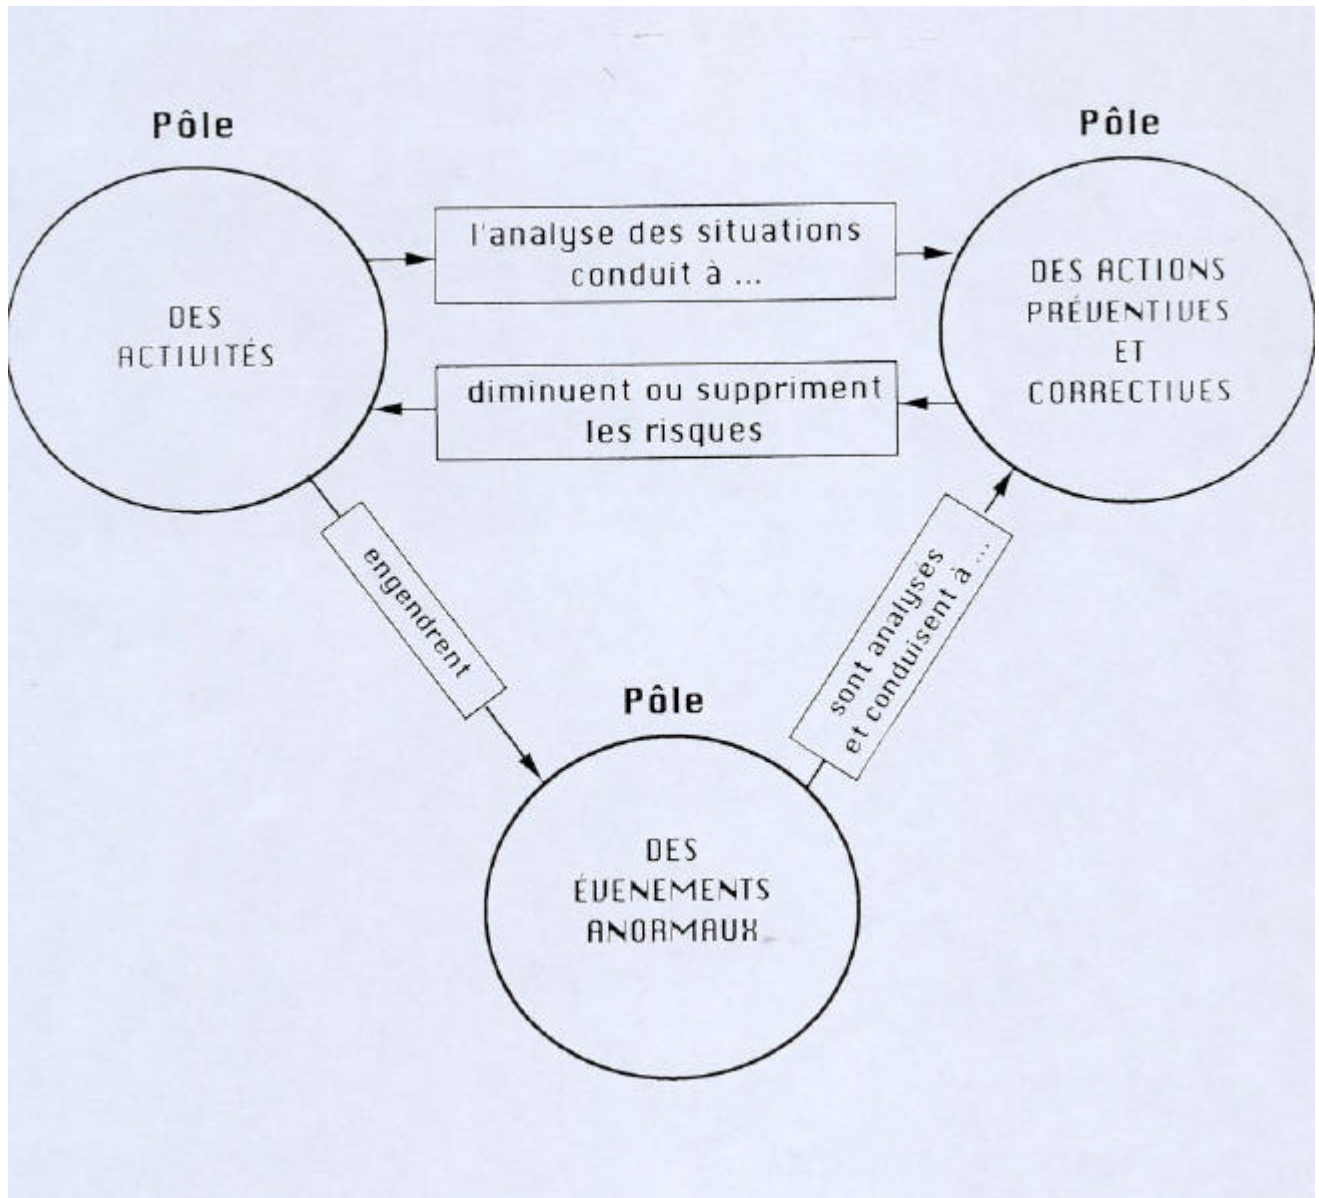 Pôle
DES
ACTIVITÉS
l'analyse des situations
conduit à ...
diminuent ou suppriment
les risques
Pôle
DES ACTIONS
PRÉVENTIVES
ET
CORRECTIVES
engendrent
sont analyses
et conduisent à ...
Pôle
DES
ÉVENEMENTS
ANORMAUX